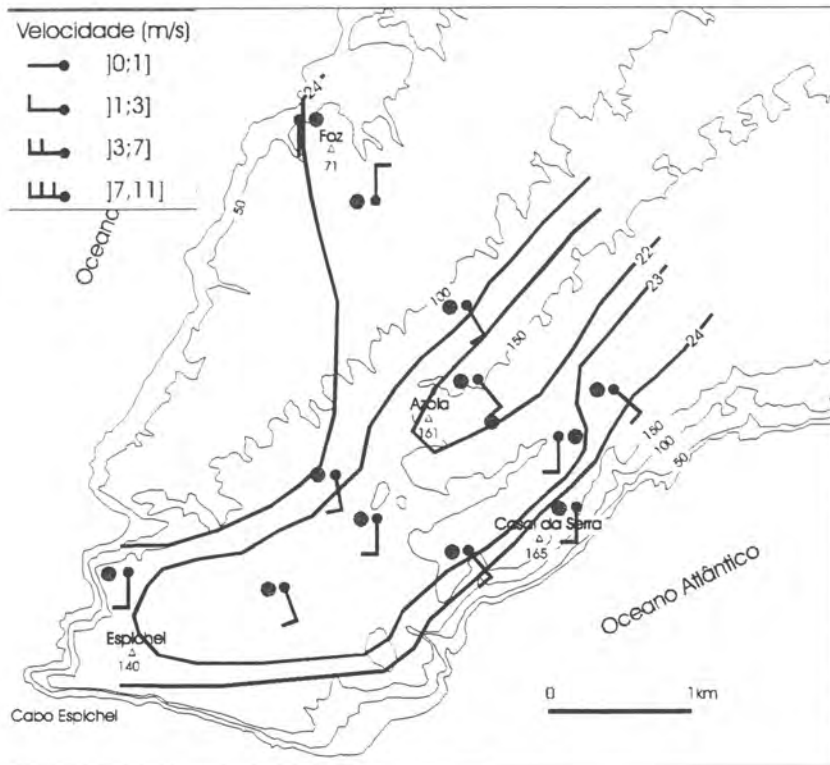 Velocidade (m/s)
]0;1]
]1;3]
]3;7]
]7,11]
Oceano
50
24
Foz
71
100
150
22
23
24
Azoia
161
150
100
50
Casal da Serra
165
Oceano Atlântico
Espichel
140
Cabo Espichel
0 1km